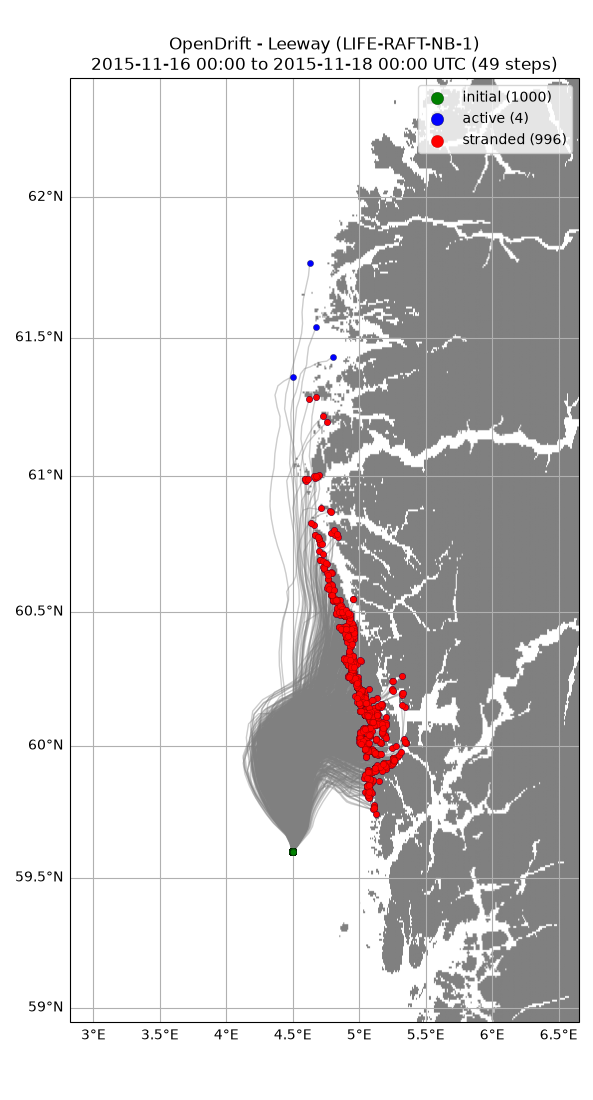 OpenDrift - Leeway (LIFE-RAFT-NB-1)
2015-11-16 00:00 to 2015-11-18 00:00 UTC (49 steps)
initial (1000)
active (4)
stranded (996)
62°N
61.5°N
61°N
60.5°N
60°N
59.5°N
59°N
3°E 3.5°E 4°E 4.5°E 5°E 5.5°E 6°E 6.5°E